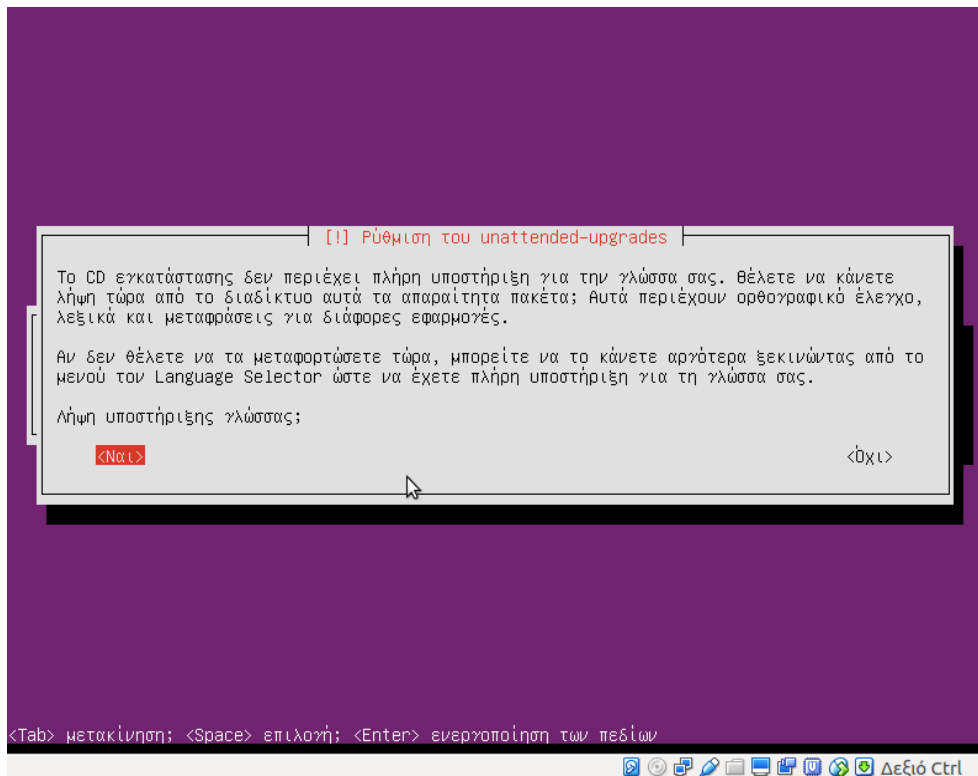 [!] Ρύθμιση του unattended-upgrades
Το CD εγκατάστασης δεν περιέχει πλήρη υποστήριξη για την γλώσσα σας. Θέλετε να κάνετε
λήψη τώρα από το διαδίκτυο αυτά τα απαραίτητα πακέτα; Αυτά περιέχουν ορθογραφικό έλεγχο,
λεξικά και μεταφράσεις για διάφορες εφαρμογές.
Αν δεν θέλετε να τα μεταφορτώσετε τώρα, μπορείτε να το κάνετε αργότερα ξεκινώντας από το
μενού τον Language Selector ώστε να έχετε πλήρη υποστήριξη για τη γλώσσα σας.
Λήψη υποστήριξης γλώσσας;
<Ναι> <Όχι>
<Tab> μετακίνηση; <Space> επιλογή; <Enter> ενεργοποίηση των πεδίων
Δεξιό Ctrl